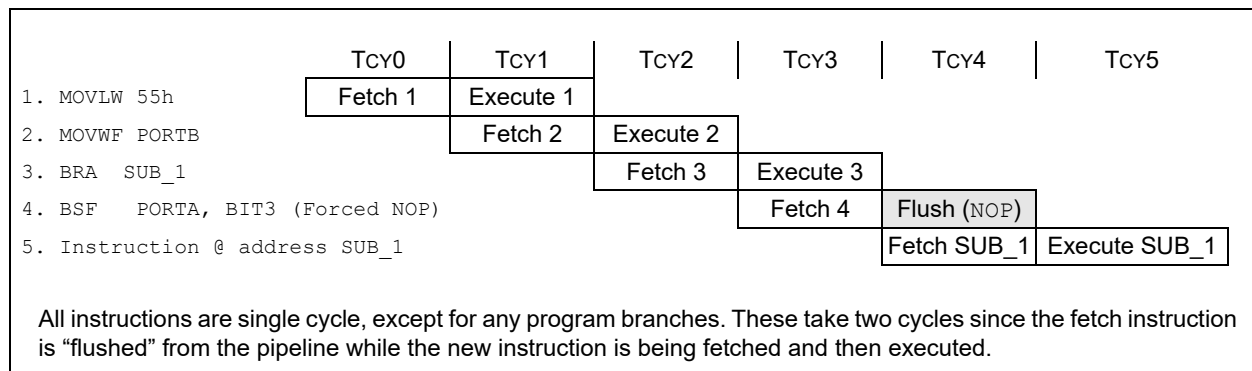 TCY0 TCY1 TCY2 TCY3 TCY4 TCY5
1. MOVLW 55h Fetch 1 Execute 1
2. MOVWF PORTB Fetch 2 Execute 2
3. BRA SUB_1 Fetch 3 Execute 3
4. BSF PORTA, BIT3 (Forced NOP) Fetch 4 Flush (NOP)
5. Instruction @ address SUB_1 Fetch SUB_1 Execute SUB_1
All instructions are single cycle, except for any program branches. These take two cycles since the fetch instruction
is “flushed” from the pipeline while the new instruction is being fetched and then executed.